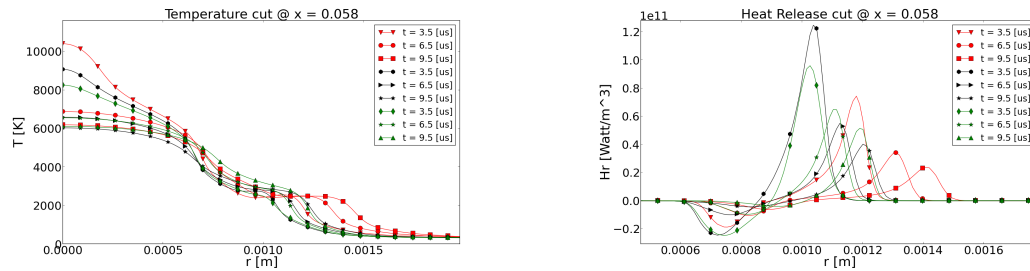 Temperature cut @ x = 0.058
10000
8000
6000
4000
2000
0
T [K]
0.0000
0.0005
0.0010
0.0015
r [m]
t = 3.5 [us]
t = 6.5 [us]
t = 9.5 [us]
t = 3.5 [us]
t = 6.5 [us]
t = 9.5 [us]
t = 3.5 [us]
t = 6.5 [us]
t = 9.5 [us]
Heat Release cut @ x = 0.058
1e11
1.2
1.0
0.8
0.6
0.4
0.2
0.0
−0.2
Hr [Watt/m^3]
0.0006
0.0008
0.0010
0.0012
0.0014
0.0016
r [m]
t = 3.5 [us]
t = 6.5 [us]
t = 9.5 [us]
t = 3.5 [us]
t = 6.5 [us]
t = 9.5 [us]
t = 3.5 [us]
t = 6.5 [us]
t = 9.5 [us]